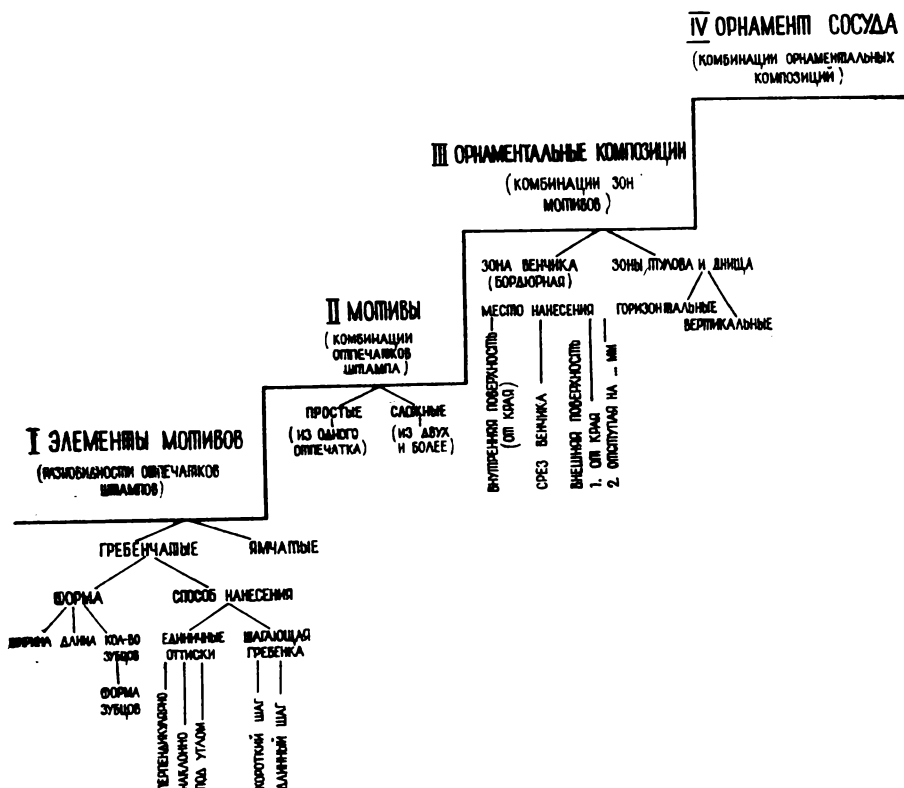 IV ОРНАМЕНТ СОСУДА
(КОМБИНАЦИИ ОРНАМЕНТАЛЬНЫХ
КОМПОЗИЦИЙ)
III ОРНАМЕНТАЛЬНЫЕ КОМПОЗИЦИИ
(КОМБИНАЦИИ ЗОН
МОТИВОВ)
ЗОНА ВЕНЧИКА
(БОРДЮРНАЯ)
ЗОНЫ ТУЛОВА И ДНИЩА
МЕСТО НАНЕСЕНИЯ
ГОРИЗОНТАЛЬНЫЕ
ВЕРТИКАЛЬНЫЕ
ВНУТРЕННЯЯ ПОВЕРХНОСТЬ
(ОТ КРАЯ)
СРЕЗ ВЕНЧИКА
ВНЕШНЯЯ ПОВЕРХНОСТЬ
1. ОТ КРАЯ
2. ОТСТУПАЯ НА ... ММ
II МОТИВЫ
(КОМБИНАЦИИ
ОТПЕЧАТКОВ
ШТАМПА)
ПРОСТЫЕ
(ИЗ ОДНОГО
ОТПЕЧАТКА)
СЛОЖНЫЕ
(ИЗ ДВУХ
И БОЛЕЕ)
I ЭЛЕМЕНТЫ МОТИВОВ
(РАЗНОВИДНОСТИ ОТПЕЧАТКОВ
ШТАМПОВ)
ГРЕБЕНЧАТЫЕ
ЯМЧАТЫЕ
ФОРМА
СПОСОБ НАНЕСЕНИЯ
ШИРИНА
ДЛИНА
КОЛ-ВО
ЗУБЦОВ
ФОРМА
ЗУБЦОВ
ЕДИНИЧНЫЕ
ОТТИСКИ
ШАГАЮЩАЯ
ГРЕБЕНКА
ПЕРПЕНДИКУЛЯРНО
НАКЛОННО
ПОД УГЛОМ
КОРОТКИЙ ШАГ
ДЛИННЫЙ ШАГ